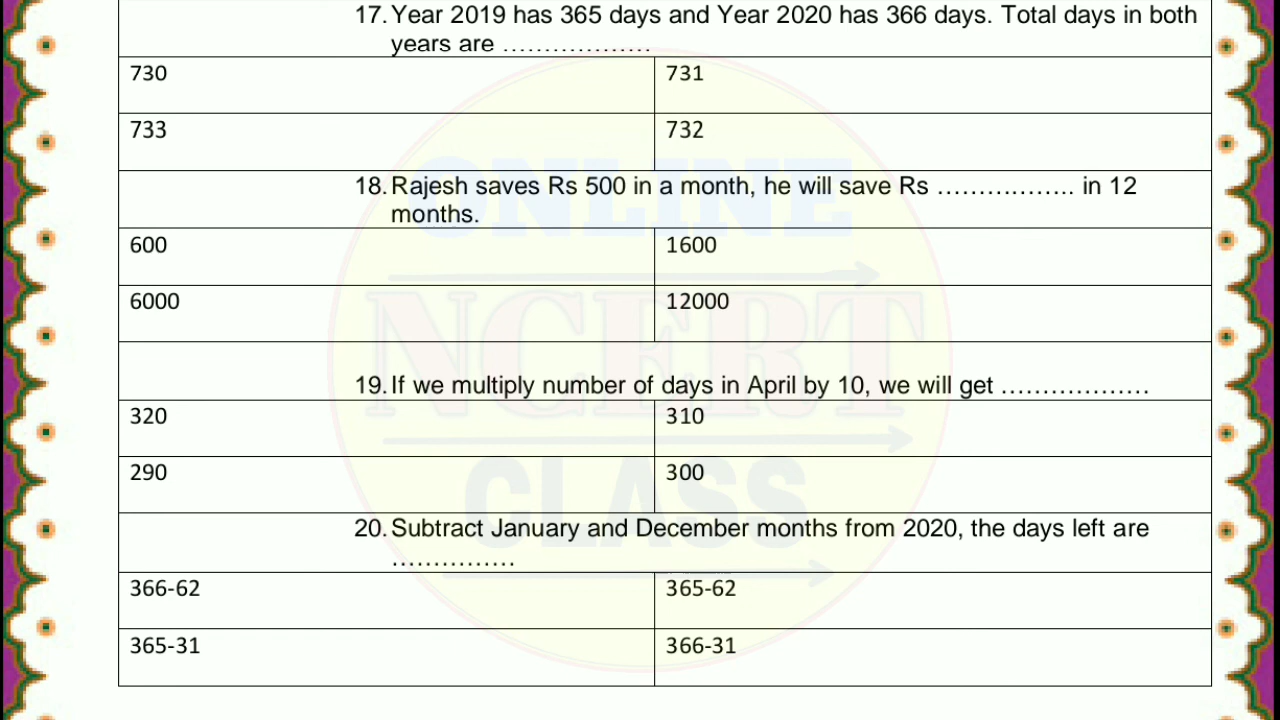 17. Year 2019 has 365 days and Year 2020 has 366 days. Total days in both
years are ………………
730
731
733
732
18. Rajesh saves Rs 500 in a month, he will save Rs …………….. in 12
months.
600
1600
6000
12000
19. If we multiply number of days in April by 10, we will get ………………
320
310
290
300
20. Subtract January and December months from 2020, the days left are
……………
366-62
365-62
365-31
366-31
ONLINE
NCERT
CLASS